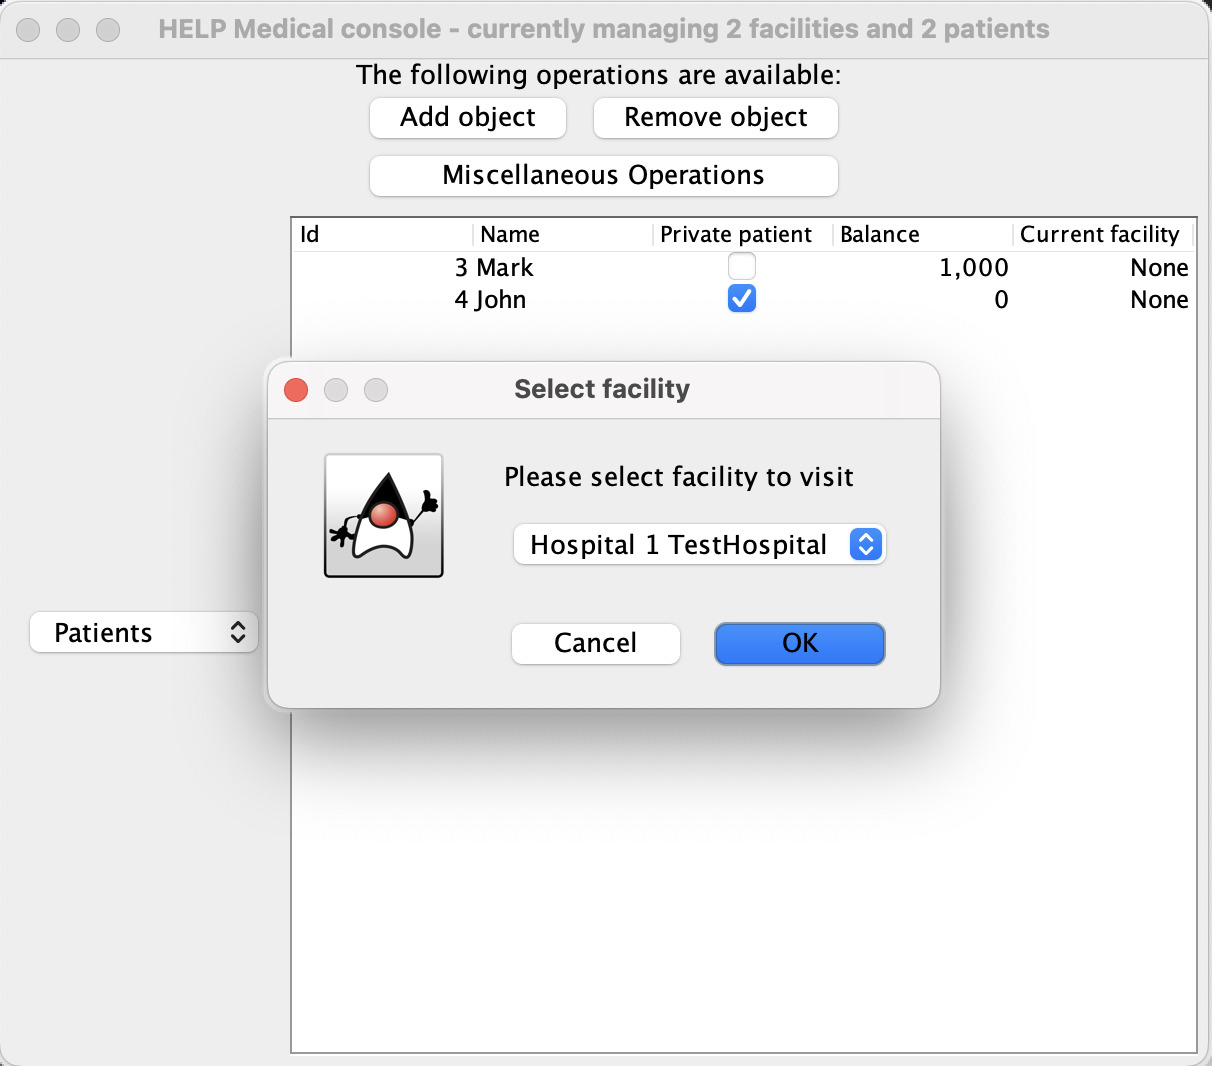 HELP Medical console - currently managing 2 facilities and 2 patients
The following operations are available:
Add object Remove object
Miscellaneous Operations
Id Name Private patient Balance Current facility
3 Mark 1,000 None
4 John 0 None
Select facility
Please select facility to visit
Hospital 1 TestHospital
Patients
Cancel OK